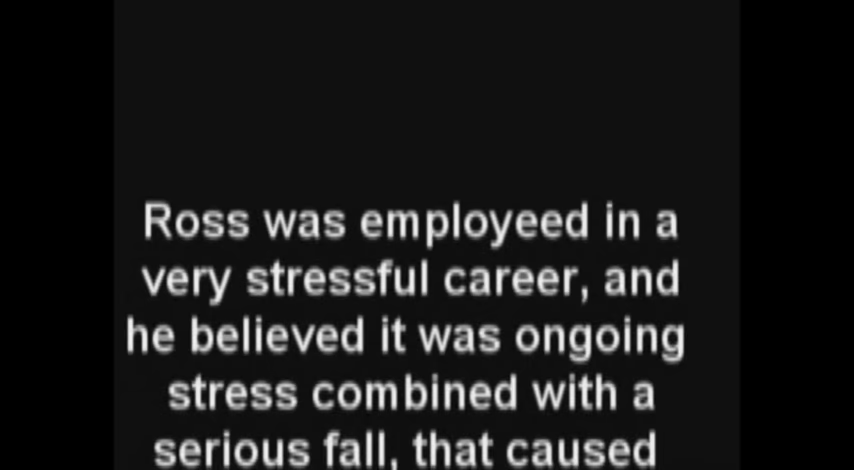 Ross was employeed in a
very stressful career, and
he believed it was ongoing
stress combined with a
serious fall, that caused